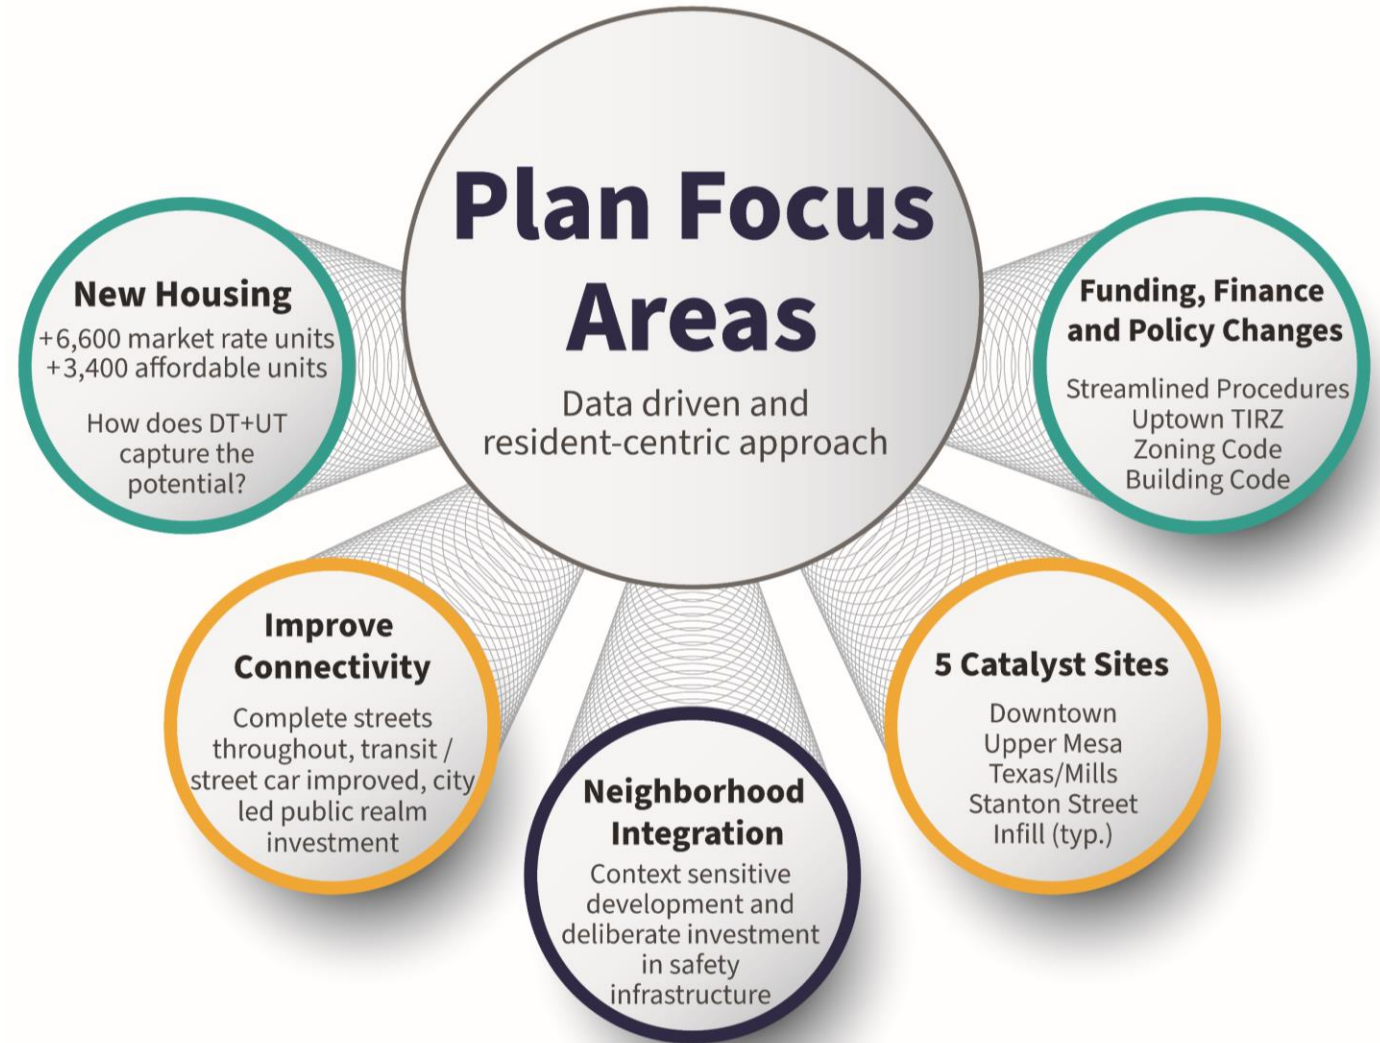 Plan Focus
Areas
Data driven and
resident-centric approach
New Housing
+6,600 market rate units
+3,400 affordable units
How does DT+UT
capture the
potential?
Improve
Connectivity
Complete streets
throughout, transit /
street car improved, city
led public realm
investment
Neighborhood
Integration
Context sensitive
development and
deliberate investment
in safety
infrastructure
5 Catalyst Sites
Downtown
Upper Mesa
Texas/Mills
Stanton Street
Infill (typ.)
Funding, Finance
and Policy Changes
Streamlined Procedures
Uptown TIRZ
Zoning Code
Building Code